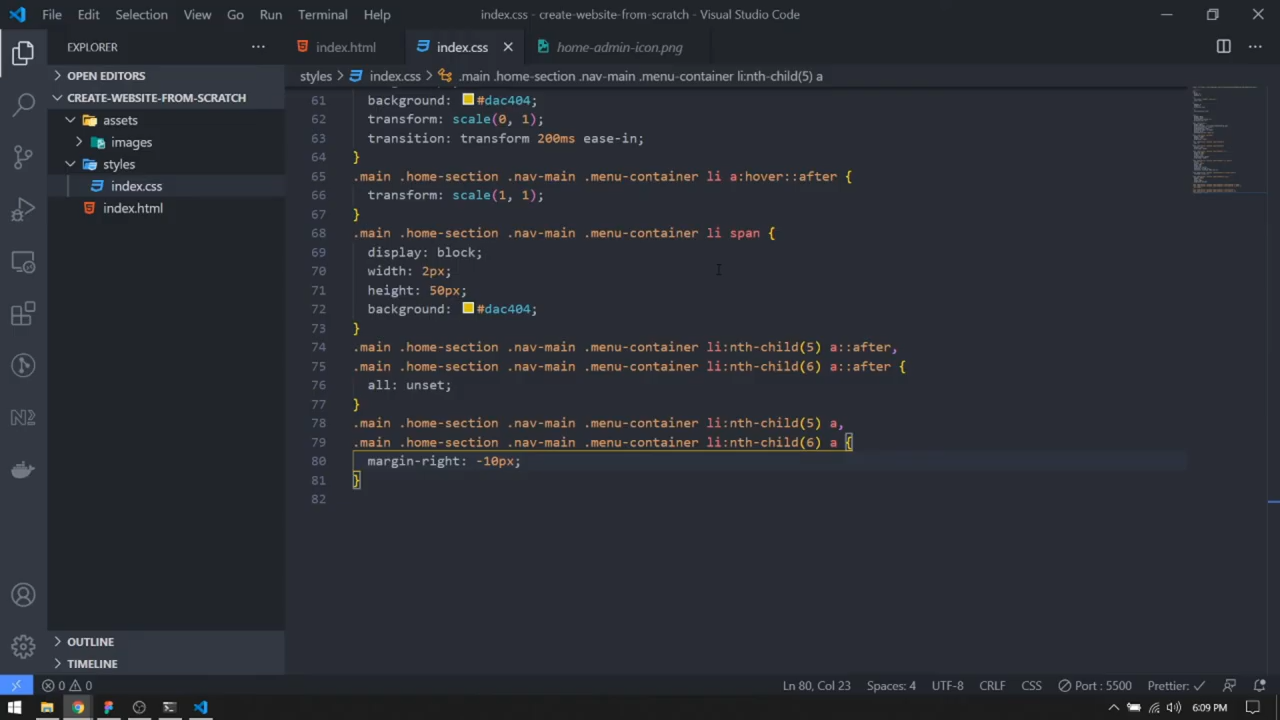 File Edit Selection View Go Run Terminal Help
index.css - create-website-from-scratch - Visual Studio Code
EXPLORER
index.html
index.css
home-admin-icon.png
OPEN EDITORS
styles > index.css > .main .home-section .nav-main .menu-container li:nth-child(5) a
CREATE-WEBSITE-FROM-SCRATCH
assets
images
styles
index.css
index.html
61 background: #dac404;
62 transform: scale(0, 1);
63 transition: transform 200ms ease-in;
64 }
65 .main .home-section .nav-main .menu-container li a:hover::after {
66 transform: scale(1, 1);
67 }
68 .main .home-section .nav-main .menu-container li span {
69 display: block;
70 width: 2px;
71 height: 50px;
72 background: #dac404;
73 }
74 .main .home-section .nav-main .menu-container li:nth-child(5) a::after,
75 .main .home-section .nav-main .menu-container li:nth-child(6) a::after {
76 all: unset;
77 }
78 .main .home-section .nav-main .menu-container li:nth-child(5) a,
79 .main .home-section .nav-main .menu-container li:nth-child(6) a {
80 margin-right: -10px;
81 }
82
OUTLINE
TIMELINE
0 0
Ln 80, Col 23 Spaces: 4 UTF-8 CRLF CSS Port : 5500 Prettier: ✓
6:09 PM